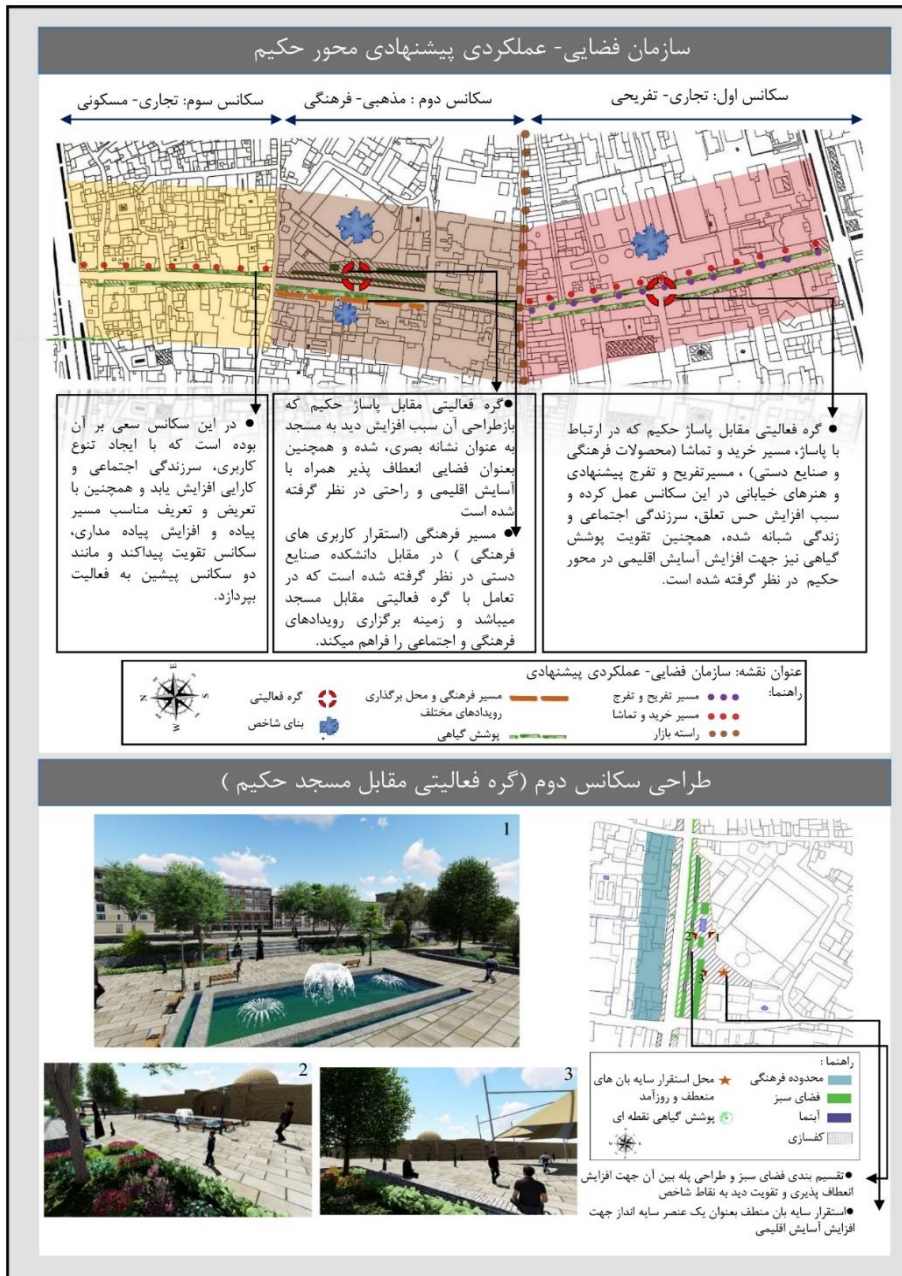 سازمان فضایی- عملکردی پیشنهادی محور حکیم
سکانس اول: تجاری- تفریحی
سکانس دوم : مذهبی- فرهنگی
سکانس سوم: تجاری- مسکونی
● گره فعالیتی مقابل پاساژ حکیم که در ارتباط
با پاساژ، مسیر خرید و تماشا (محصولات فرهنگی
و صنایع دستی) ، مسیرتفریح و تفرج پیشنهادی
و هنرهای خیابانی در این سکانس عمل کرده و
سبب افزایش حس تعلق، سرزندگی اجتماعی و
زندگی شبانه شده، همچنین تقویت پوشش
گیاهی نیز جهت افزایش آسایش اقلیمی در محور
حکیم در نظر گرفته شده است.
●گره فعالیتی مقابل پاساژ حکیم که
بازطراحی آن سبب افزایش دید به مسجد
به عنوان نشانه بصری، شده و همچنین
بعنوان فضایی انعطاف پذیر همراه با
آسایش اقلیمی و راحتی در نظر گرفته
شده است
● مسیر فرهنگی (استقرار کاربری های
فرهنگی ) در مقابل دانشکده صنایع
دستی در نظر گرفته شده است که در
تعامل با گره فعالیتی مقابل مسجد
میباشد و زمینه برگزاری رویدادهای
فرهنگی و اجتماعی را فراهم میکند.
● در این سکانس سعی بر آن
بوده است که با ایجاد تنوع
کاربری، سرزندگی اجتماعی و
کارایی افزایش یابد و همچنین با
تعریض و تعریف مناسب مسیر
پیاده و افزایش پیاده مداری،
سکانس تقویت پیداکند و مانند
دو سکانس پیشین به فعالیت
بپردازد.
عنوان نقشه: سازمان فضایی- عملکردی پیشنهادی
راهنما:
مسیر تفریح و تفرج
مسیر خرید و تماشا
راسته بازار
مسیر فرهنگی و محل برگذاری
رویدادهای مختلف
پوشش گیاهی
گره فعالیتی
بنای شاخص
E
N
S
W
طراحی سکانس دوم (گره فعالیتی مقابل مسجد حکیم )
1
2
3
1
2
3
راهنما :
محدوده فرهنگی
فضای سبز
آبنما
کفسازی
محل استقرار سایه بان های
منعطف و روزآمد
پوشش گیاهی نقطه ای
●تقسیم بندی فضای سبز و طراحی پله بین آن جهت افزایش
انعطاف پذیری و تقویت دید به نقاط شاخص
●استقرار سایه بان منطف بعنوان یک عنصر سایه انداز جهت
افزایش آسایش اقلیمی